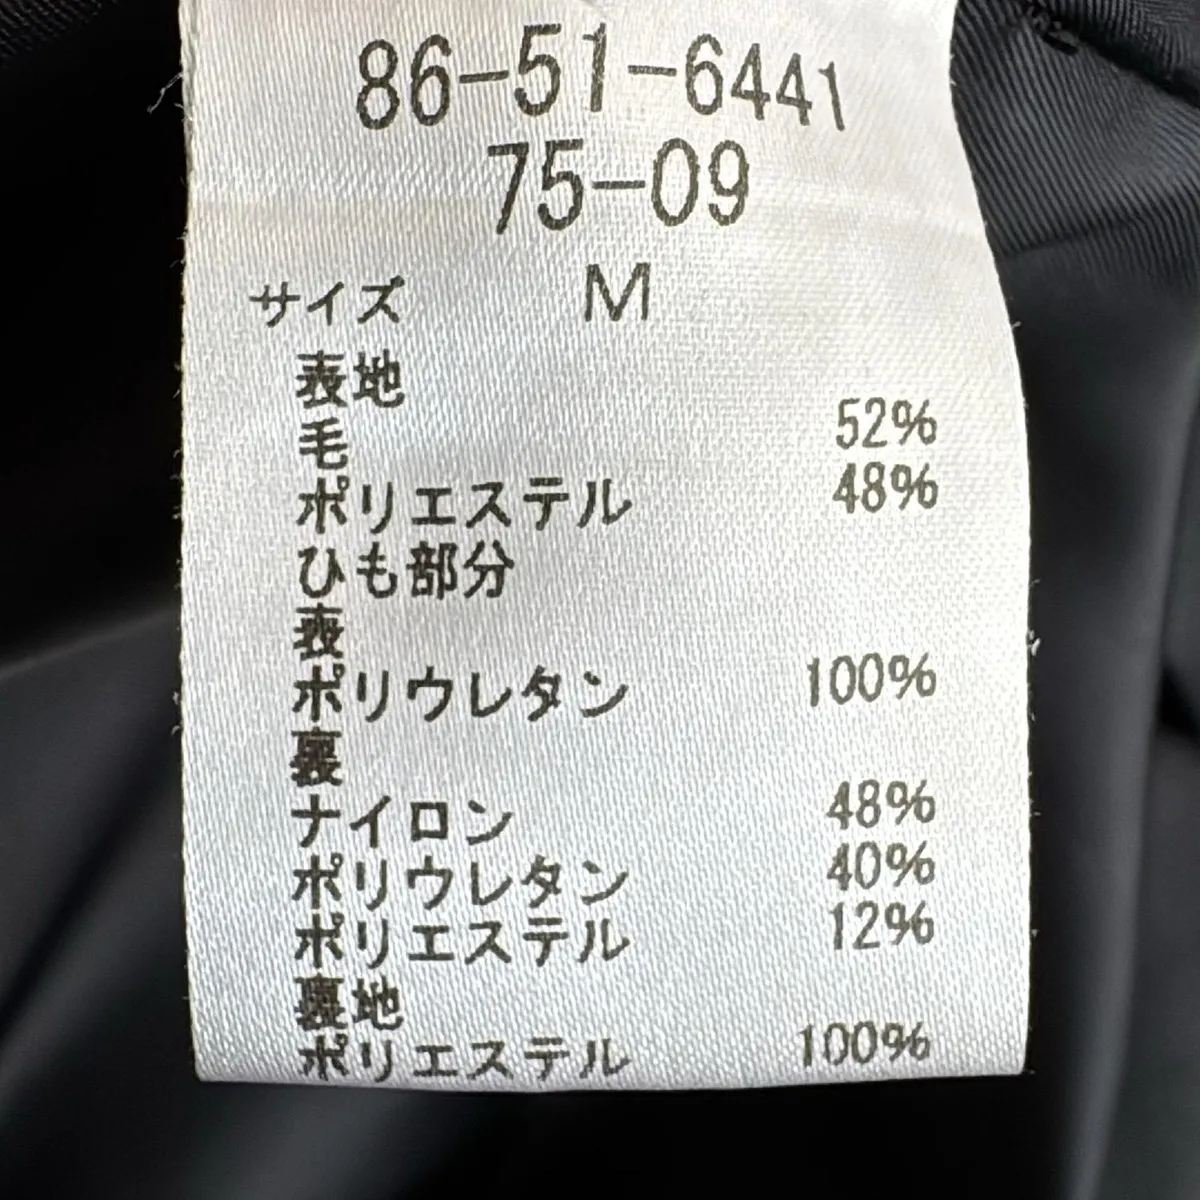 86-51-6441
75-09
サイズ M
表地
毛 52%
ポリエステル 48%
ひも部分
表
ポリウレタン 100%
裏
ナイロン 48%
ポリウレタン 40%
ポリエステル 12%
裏地
ポリエステル 100%